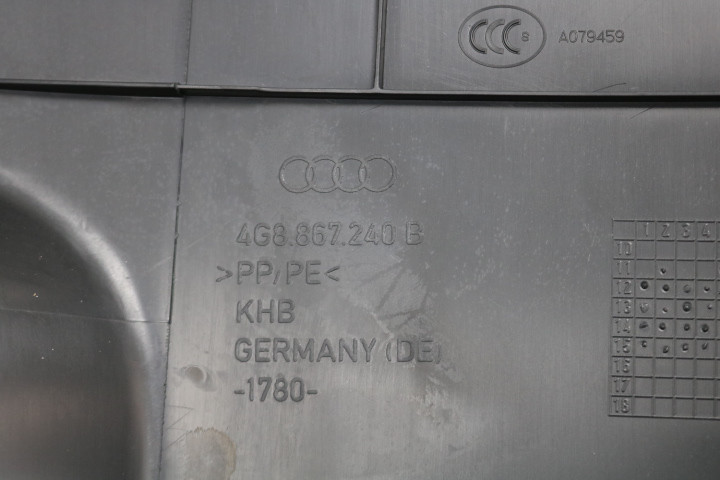 CCC B A079459
4G8.867.240 B
>PP/PE<
KHB
GERMANY (DE)
-1780-
1 2 3 4
10
11
12
13
14
15
16
17
18